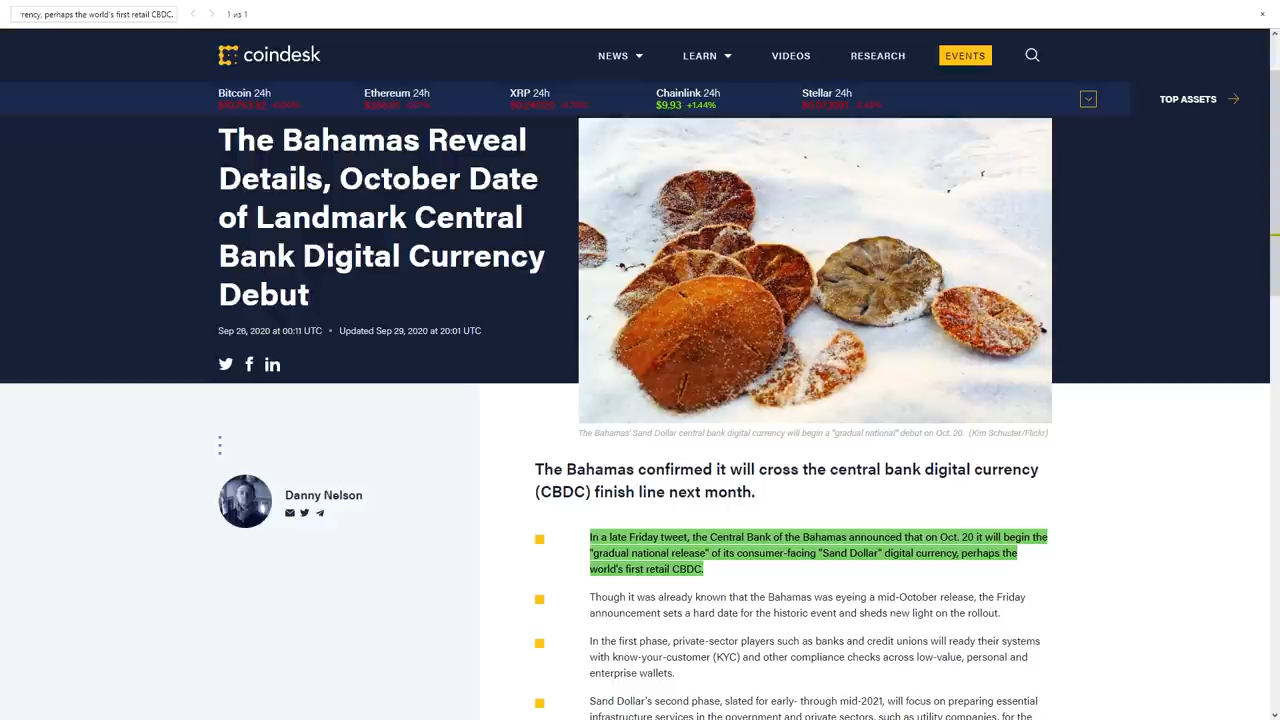 rency, perhaps the world's first retail CBDC.
1 из 1
coindesk
NEWS LEARN VIDEOS RESEARCH EVENTS
Bitcoin 24h Ethereum 24h XRP 24h Chainlink 24h Stellar 24h
$9.93 +1.44%
TOP ASSETS
The Bahamas Reveal
Details, October Date
of Landmark Central
Bank Digital Currency
Debut
Sep 26, 2020 at 00:11 UTC • Updated Sep 29, 2020 at 20:01 UTC
The Bahamas' Sand Dollar central bank digital currency will begin a "gradual national" debut on Oct. 20. (Kim Schuster/Flickr)
Danny Nelson
The Bahamas confirmed it will cross the central bank digital currency
(CBDC) finish line next month.
In a late Friday tweet, the Central Bank of the Bahamas announced that on Oct. 20 it will begin the
"gradual national release" of its consumer-facing "Sand Dollar" digital currency, perhaps the
world's first retail CBDC.
Though it was already known that the Bahamas was eyeing a mid-October release, the Friday
announcement sets a hard date for the historic event and sheds new light on the rollout.
In the first phase, private-sector players such as banks and credit unions will ready their systems
with know-your-customer (KYC) and other compliance checks across low-value, personal and
enterprise wallets.
Sand Dollar's second phase, slated for early- through mid-2021, will focus on preparing essential
infrastructure services in the government and private sectors, such as utility companies, for the